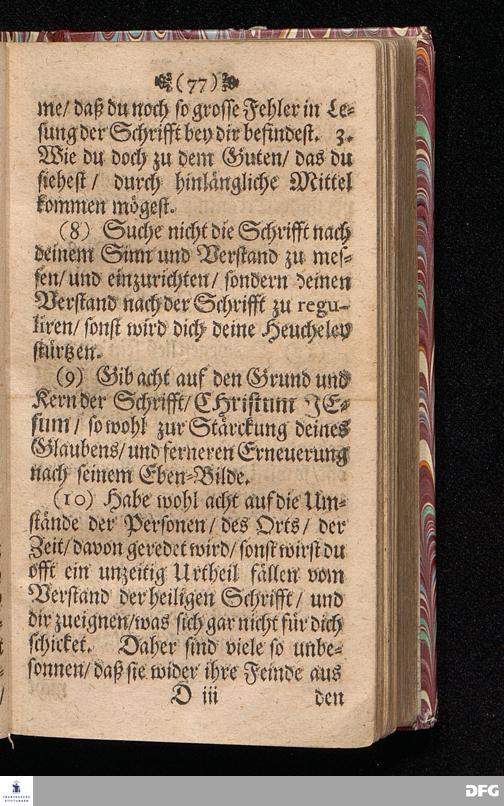 (77)
me/ daß du noch so grosse Fehler in Le-
sung der Schrifft bey dir befindest. 3.
Wie du doch zu dem Guten/ das du
siehest/ durch hinlängliche Mittel
kommen mögest.
(8) Suche nicht die Schrifft nach
deinem Sinn und Verstand zu mes-
sen/ und einzurichten/ sondern deinen
Verstand nach der Schrifft zu regu-
liren/ sonst wird dich deine Heucheley
stürtzen.
(9) Gib acht auf den Grund und
Kern der Schrifft/ CHristum JE-
sum/ so wohl zur Stärckung deines
Glaubens/ und ferneren Erneuerung
nach seinem Eben-Bilde.
(10) Habe wohl acht auf die Um-
stände der Personen/ des Orts/ der
Zeit/ davon geredet wird/ sonst wirst du
offt ein unzeitig Urtheil fällen vom
Verstand der heiligen Schrifft/ und
dir zueignen/ was sich gar nicht für dich
schicket. Daher sind viele so unbe-
sonnen/ daß sie wider ihre Feinde aus
D iii den
FRANCKESCHE
STIFTUNGEN
DFG